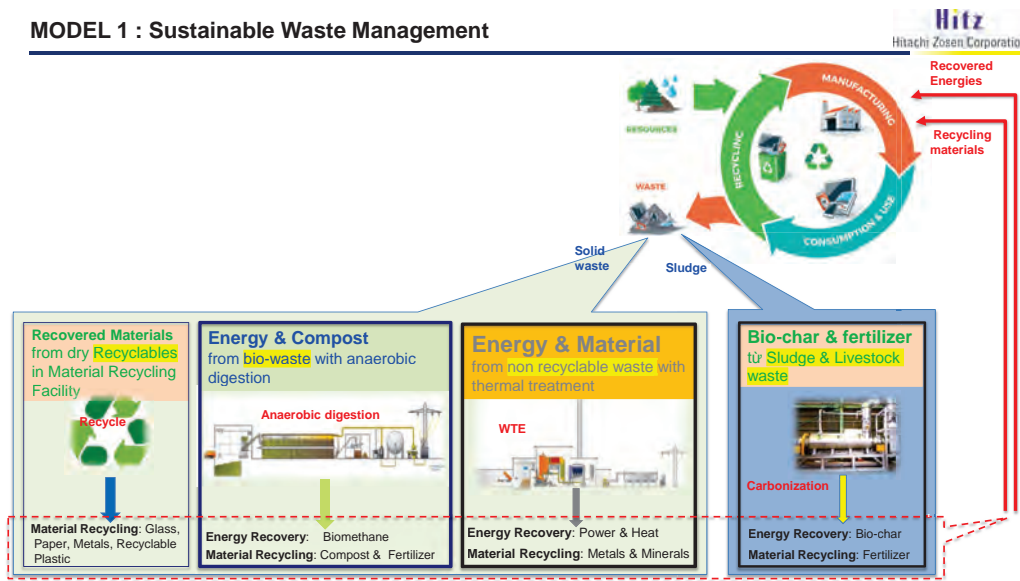 MODEL 1 : Sustainable Waste Management
Hitz
Hitachi Zosen Corporatio
Recovered
Energies
Recycling
materials
RESOURCES
MANUFACTURING
RECYCLING
WASTE
CONSUMPTION & USE
Solid
waste
Sludge
Recovered Materials
from dry Recyclables
in Material Recycling
Facility
Recycle
Material Recycling: Glass,
Paper, Metals, Recyclable
Plastic
Energy & Compost
from bio-waste with anaerobic
digestion
Anaerobic digestion
Energy Recovery: Biomethane
Material Recycling: Compost & Fertilizer
Energy & Material
from non recyclable waste with
thermal treatment
WTE
Energy Recovery: Power & Heat
Material Recycling: Metals & Minerals
Bio-char & fertilizer
từ Sludge & Livestock
waste
Carbonization
Energy Recovery: Bio-char
Material Recycling: Fertilizer